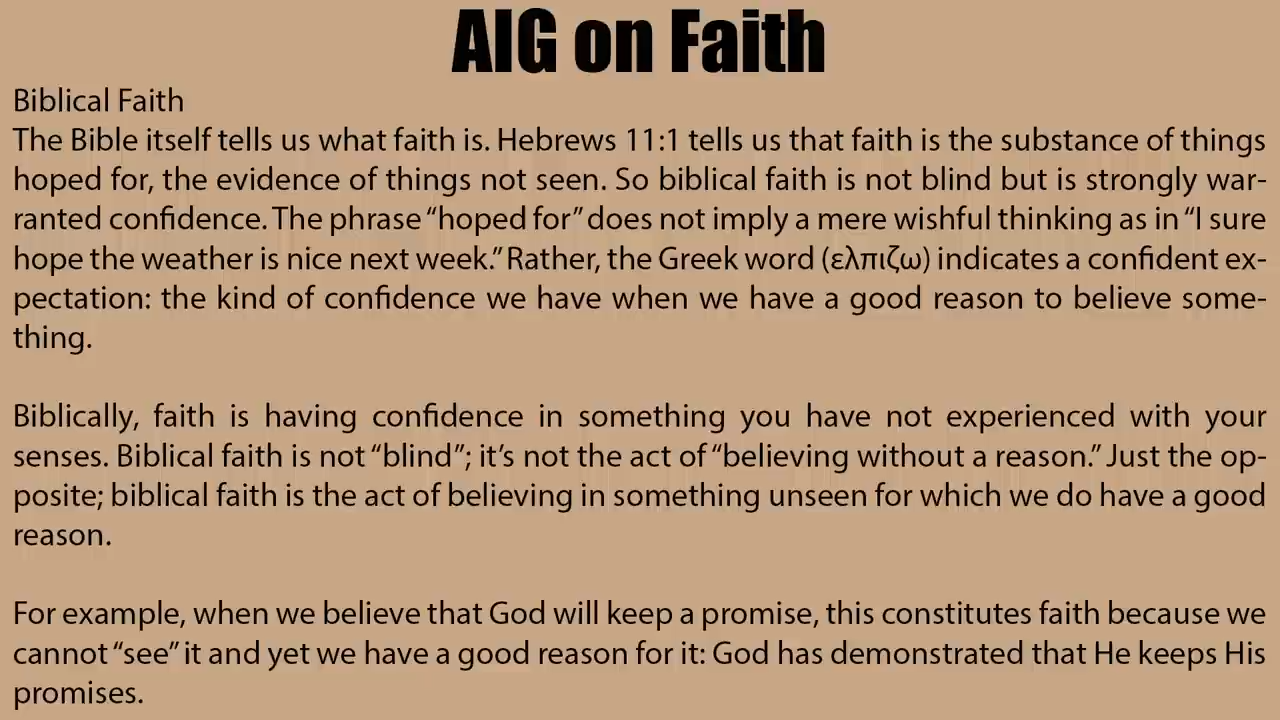 AIG on Faith
Biblical Faith
The Bible itself tells us what faith is. Hebrews 11:1 tells us that faith is the substance of things
hoped for, the evidence of things not seen. So biblical faith is not blind but is strongly war-
ranted confidence. The phrase “hoped for” does not imply a mere wishful thinking as in “I sure
hope the weather is nice next week.” Rather, the Greek word (ελπιζω) indicates a confident ex-
pectation: the kind of confidence we have when we have a good reason to believe some-
thing.
Biblically, faith is having confidence in something you have not experienced with your
senses. Biblical faith is not “blind”; it’s not the act of “believing without a reason.” Just the op-
posite; biblical faith is the act of believing in something unseen for which we do have a good
reason.
For example, when we believe that God will keep a promise, this constitutes faith because we
cannot “see” it and yet we have a good reason for it: God has demonstrated that He keeps His
promises.